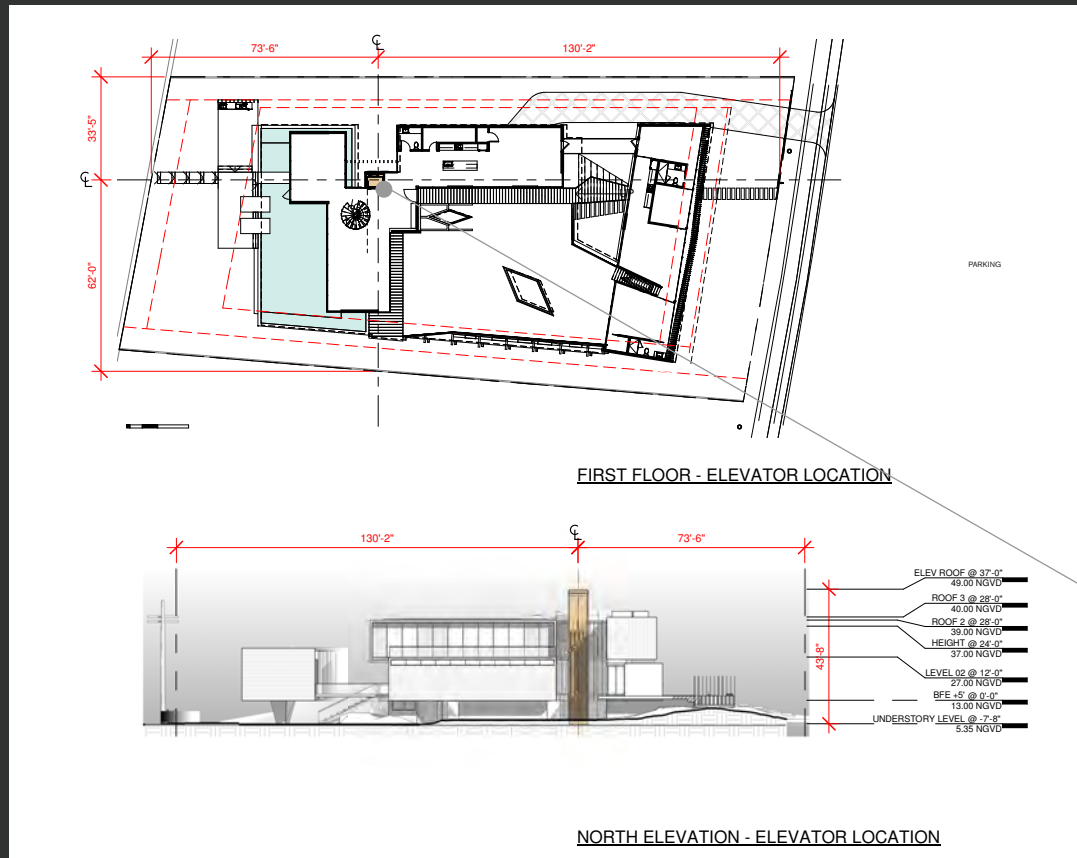 73'-6"
℄
130'-2"
33'-5"
℄
62'-0"
PARKING
FIRST FLOOR - ELEVATOR LOCATION
130'-2"
℄
73'-6"
43'-8"
ELEV ROOF @ 37'-0"
49.00 NGVD
ROOF 3 @ 28'-0"
40.00 NGVD
ROOF 2 @ 28'-0"
39.00 NGVD
HEIGHT @ 24'-0"
37.00 NGVD
LEVEL 02 @ 12'-0"
27.00 NGVD
BFE +5' @ 0'-0"
13.00 NGVD
UNDERSTORY LEVEL @ -7'-8"
5.35 NGVD
NORTH ELEVATION - ELEVATOR LOCATION